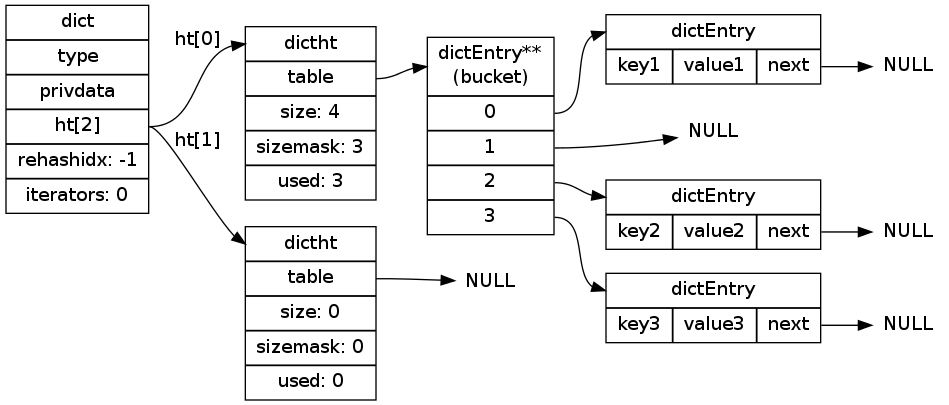 dict
type
privdata
ht[2]
rehashidx: -1
iterators: 0
ht[0]
ht[1]
dictht
table
size: 4
sizemask: 3
used: 3
dictht
table
size: 0
sizemask: 0
used: 0
NULL
dictEntry**
(bucket)
0
1
2
3
dictEntry
key1 value1 next
NULL
NULL
dictEntry
key2 value2 next
NULL
dictEntry
key3 value3 next
NULL